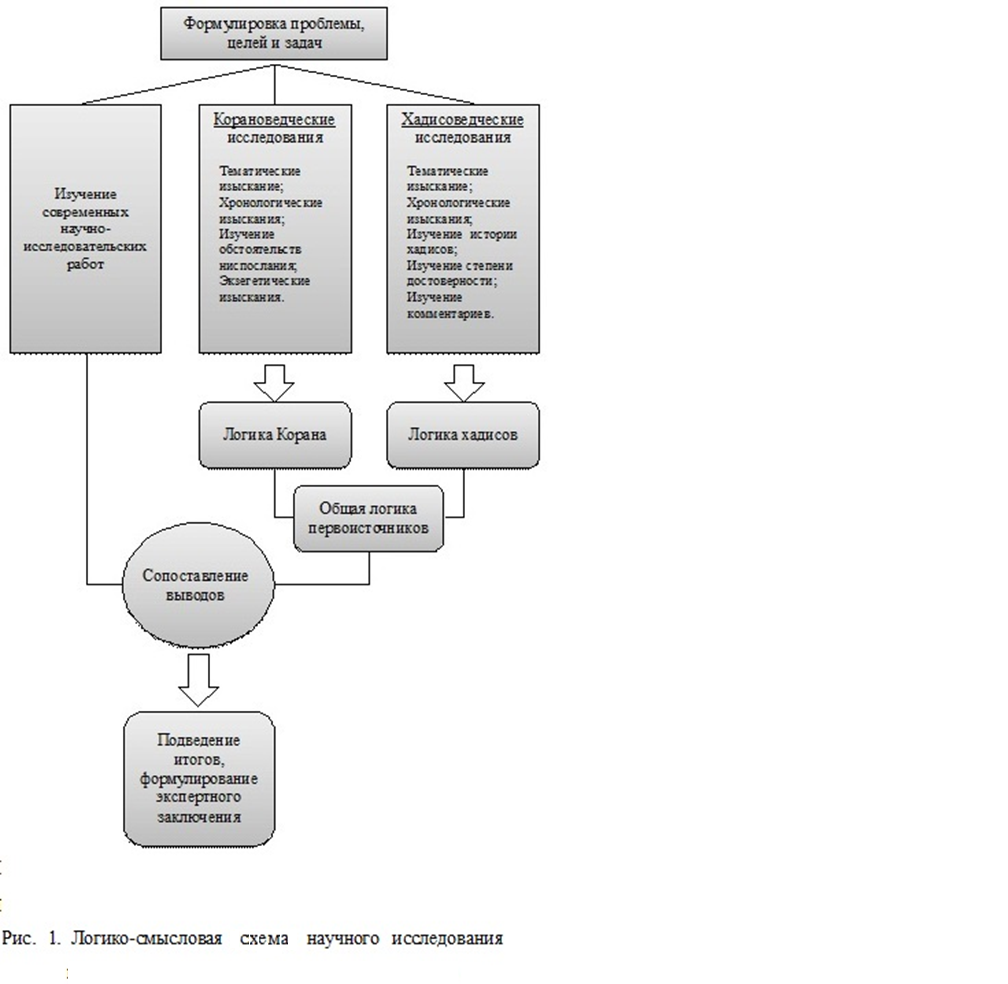 Формулировка проблемы,
целей и задач
Изучение
современных
научно-
исследовательских
работ
Корановедческие
исследования
Тематические
изыскание;
Хронологические
изыскания;
Изучение
обстоятельств
ниспослания;
Экзегетические
изыскания.
Хадисоведческие
исследования
Тематические
изыскание;
Хронологические
изыскания;
Изучение истории
хадисов;
Изучение степени
достоверности;
Изучение
комментариев.
Логика Корана
Логика хадисов
Общая логика
первоисточников
Сопоставление
выводов
Подведение
итогов,
формулирование
экспертного
заключения
Рис. 1. Логико-смысловая схема научного исследования